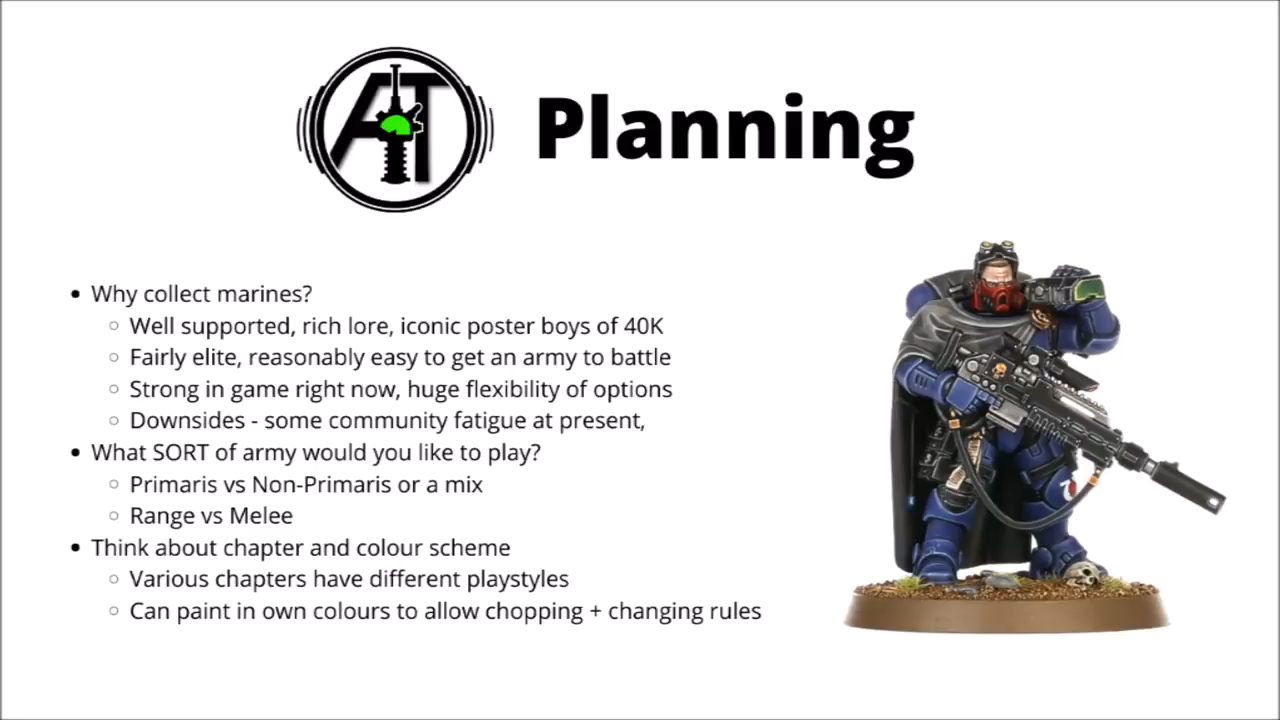 AT
Planning
• Why collect marines?
○ Well supported, rich lore, iconic poster boys of 40K
○ Fairly elite, reasonably easy to get an army to battle
○ Strong in game right now, huge flexibility of options
○ Downsides - some community fatigue at present,
• What SORT of army would you like to play?
○ Primaris vs Non-Primaris or a mix
○ Range vs Melee
• Think about chapter and colour scheme
○ Various chapters have different playstyles
○ Can paint in own colours to allow chopping + changing rules